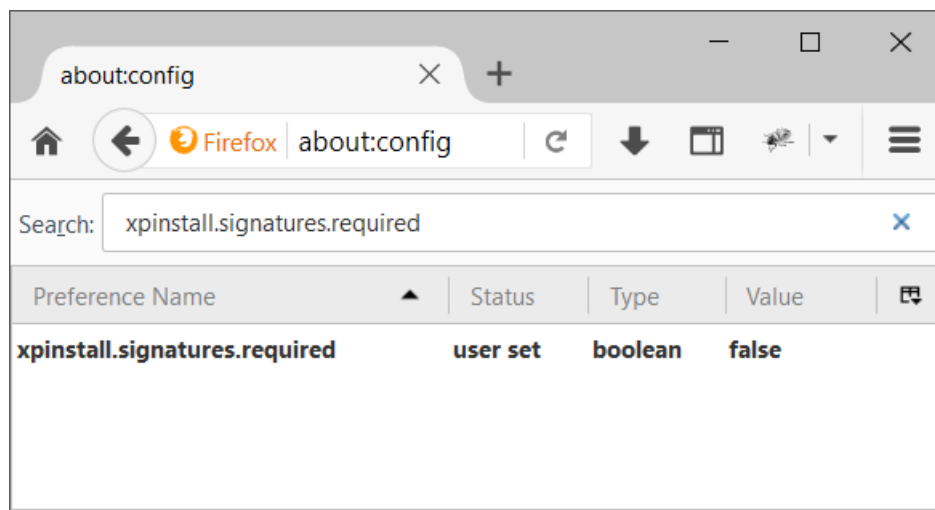 about:config
Firefox about:config
Search: xpinstall.signatures.required
Preference Name Status Type Value
xpinstall.signatures.required user set boolean false